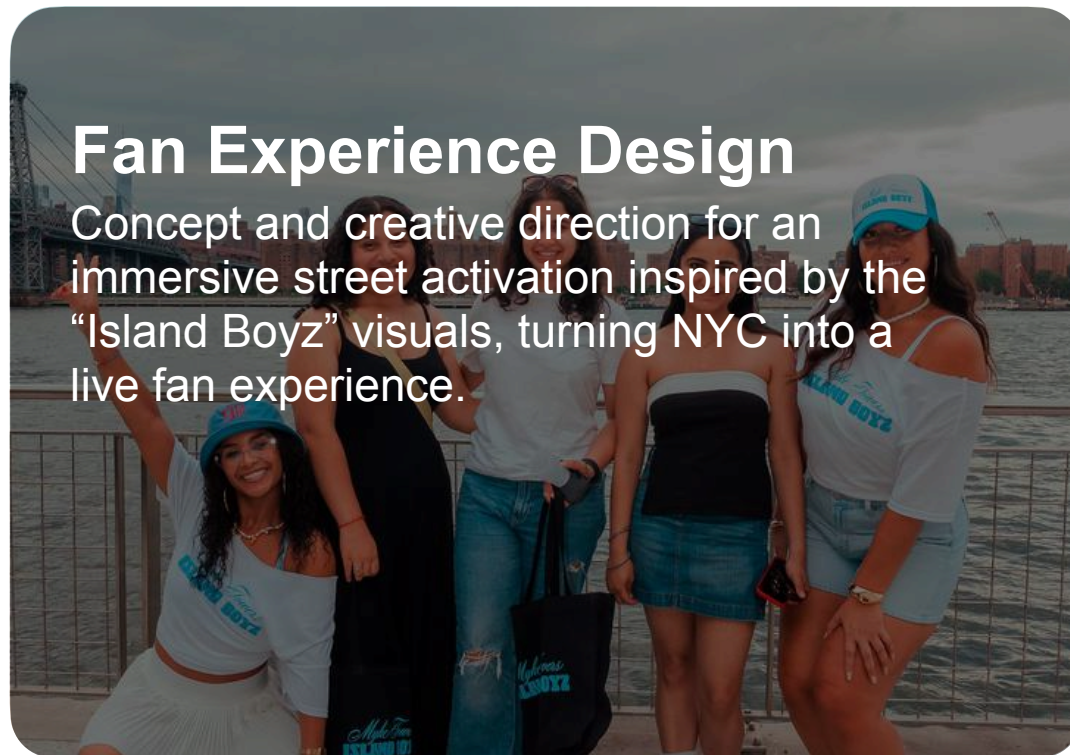 Fan Experience Design
Concept and creative direction for an
immersive street activation inspired by the
“Island Boyz” visuals, turning NYC into a
live fan experience.
ISLAND BOYZ
ISLAND BOYZ
ISLAND BOYZ